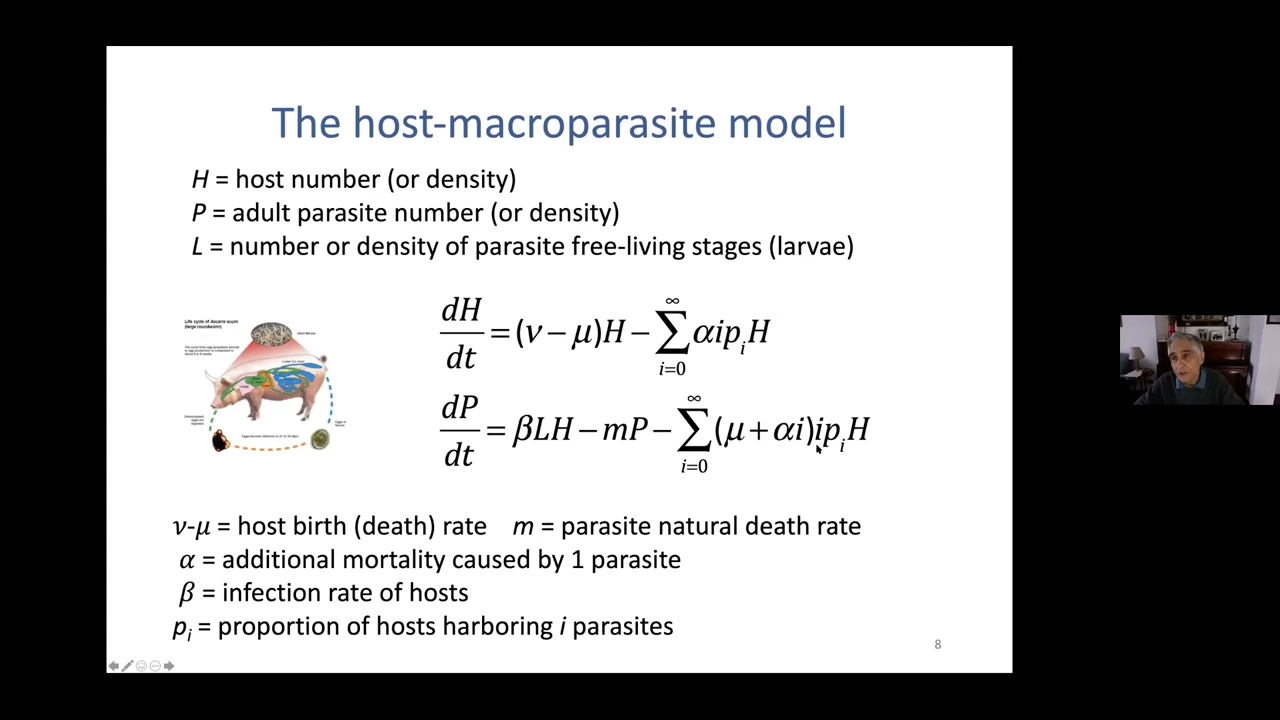 The host-macroparasite model
H = host number (or density)
P = adult parasite number (or density)
L = number or density of parasite free-living stages (larvae)
Life cycle of Ascaris suum
(large roundworm)
dH/dt = (ν − μ)H − ∑_{i=0}^{∞} αip_iH
dP/dt = βLH − mP − ∑_{i=0}^{∞} (μ + αi)ip_iH
ν-μ = host birth (death) rate m = parasite natural death rate
α = additional mortality caused by 1 parasite
β = infection rate of hosts
p_i = proportion of hosts harboring i parasites
8